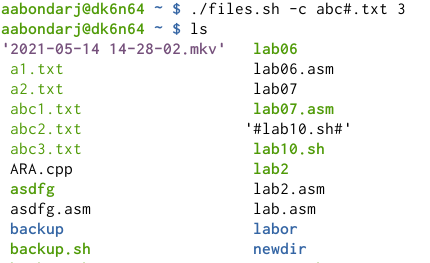 aabondarj@dk6n64 ~ $ ./files.sh -c abc#.txt 3
aabondarj@dk6n64 ~ $ ls
'2021-05-14 14-28-02.mkv' lab06
a1.txt lab06.asm
a2.txt lab07
abc1.txt lab07.asm
abc2.txt '#lab10.sh#'
abc3.txt lab10.sh
ARA.cpp lab2
asdfg lab2.asm
asdfg.asm lab.asm
backup labor
backup.sh newdir